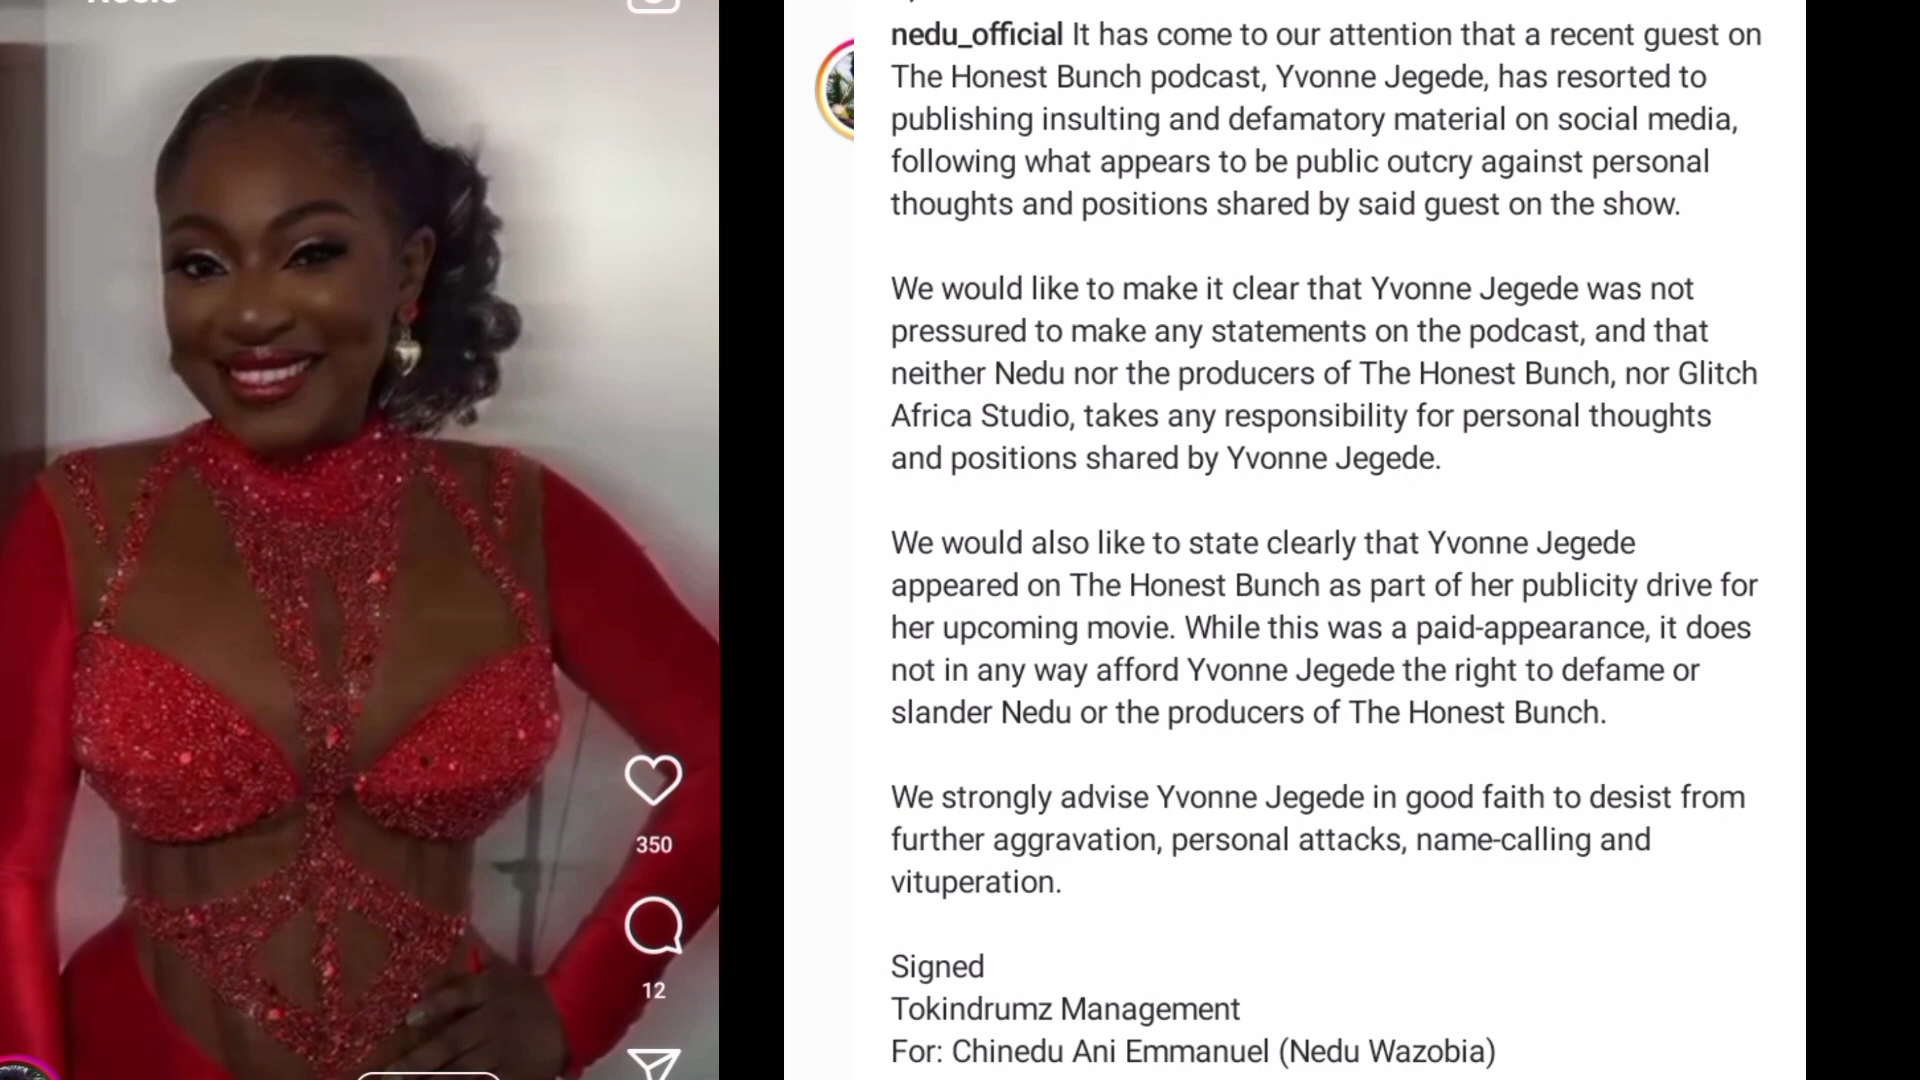 nedu_official It has come to our attention that a recent guest on
The Honest Bunch podcast, Yvonne Jegede, has resorted to
publishing insulting and defamatory material on social media,
following what appears to be public outcry against personal
thoughts and positions shared by said guest on the show.
We would like to make it clear that Yvonne Jegede was not
pressured to make any statements on the podcast, and that
neither Nedu nor the producers of The Honest Bunch, nor Glitch
Africa Studio, takes any responsibility for personal thoughts
and positions shared by Yvonne Jegede.
We would also like to state clearly that Yvonne Jegede
appeared on The Honest Bunch as part of her publicity drive for
her upcoming movie. While this was a paid-appearance, it does
not in any way afford Yvonne Jegede the right to defame or
slander Nedu or the producers of The Honest Bunch.
We strongly advise Yvonne Jegede in good faith to desist from
further aggravation, personal attacks, name-calling and
vituperation.
Signed
Tokindrumz Management
For: Chinedu Ani Emmanuel (Nedu Wazobia)
350
12